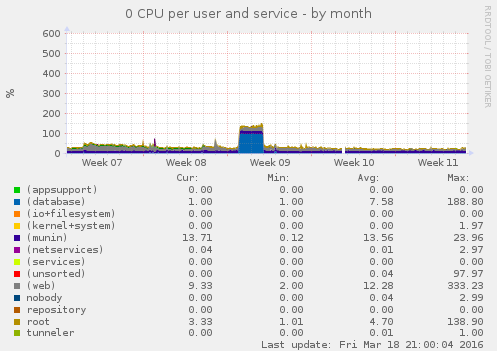 0 CPU per user and service - by month
RRDTOOL / TOBI OETIKER
%
600
500
400
300
200
100
0
Week 07 Week 08 Week 09 Week 10 Week 11
Cur: Min: Avg: Max:
(appsupport) 0.00 0.00 0.00 0.00
(database) 1.00 1.00 7.58 188.80
(io+filesystem) 0.00 0.00 0.00 0.00
(kernel+system) 0.00 0.00 0.00 1.97
(munin) 13.71 0.12 13.56 23.96
(netservices) 0.04 0.00 0.01 2.97
(services) 0.00 0.00 0.00 0.00
(unsorted) 0.00 0.00 0.04 97.97
(web) 9.33 2.00 12.28 333.23
nobody 0.00 0.00 0.04 2.99
repository 0.00 0.00 0.00 0.00
root 3.33 1.01 4.70 138.90
tunneler 0.00 0.00 0.01 1.00
Last update: Fri Mar 18 21:00:04 2016